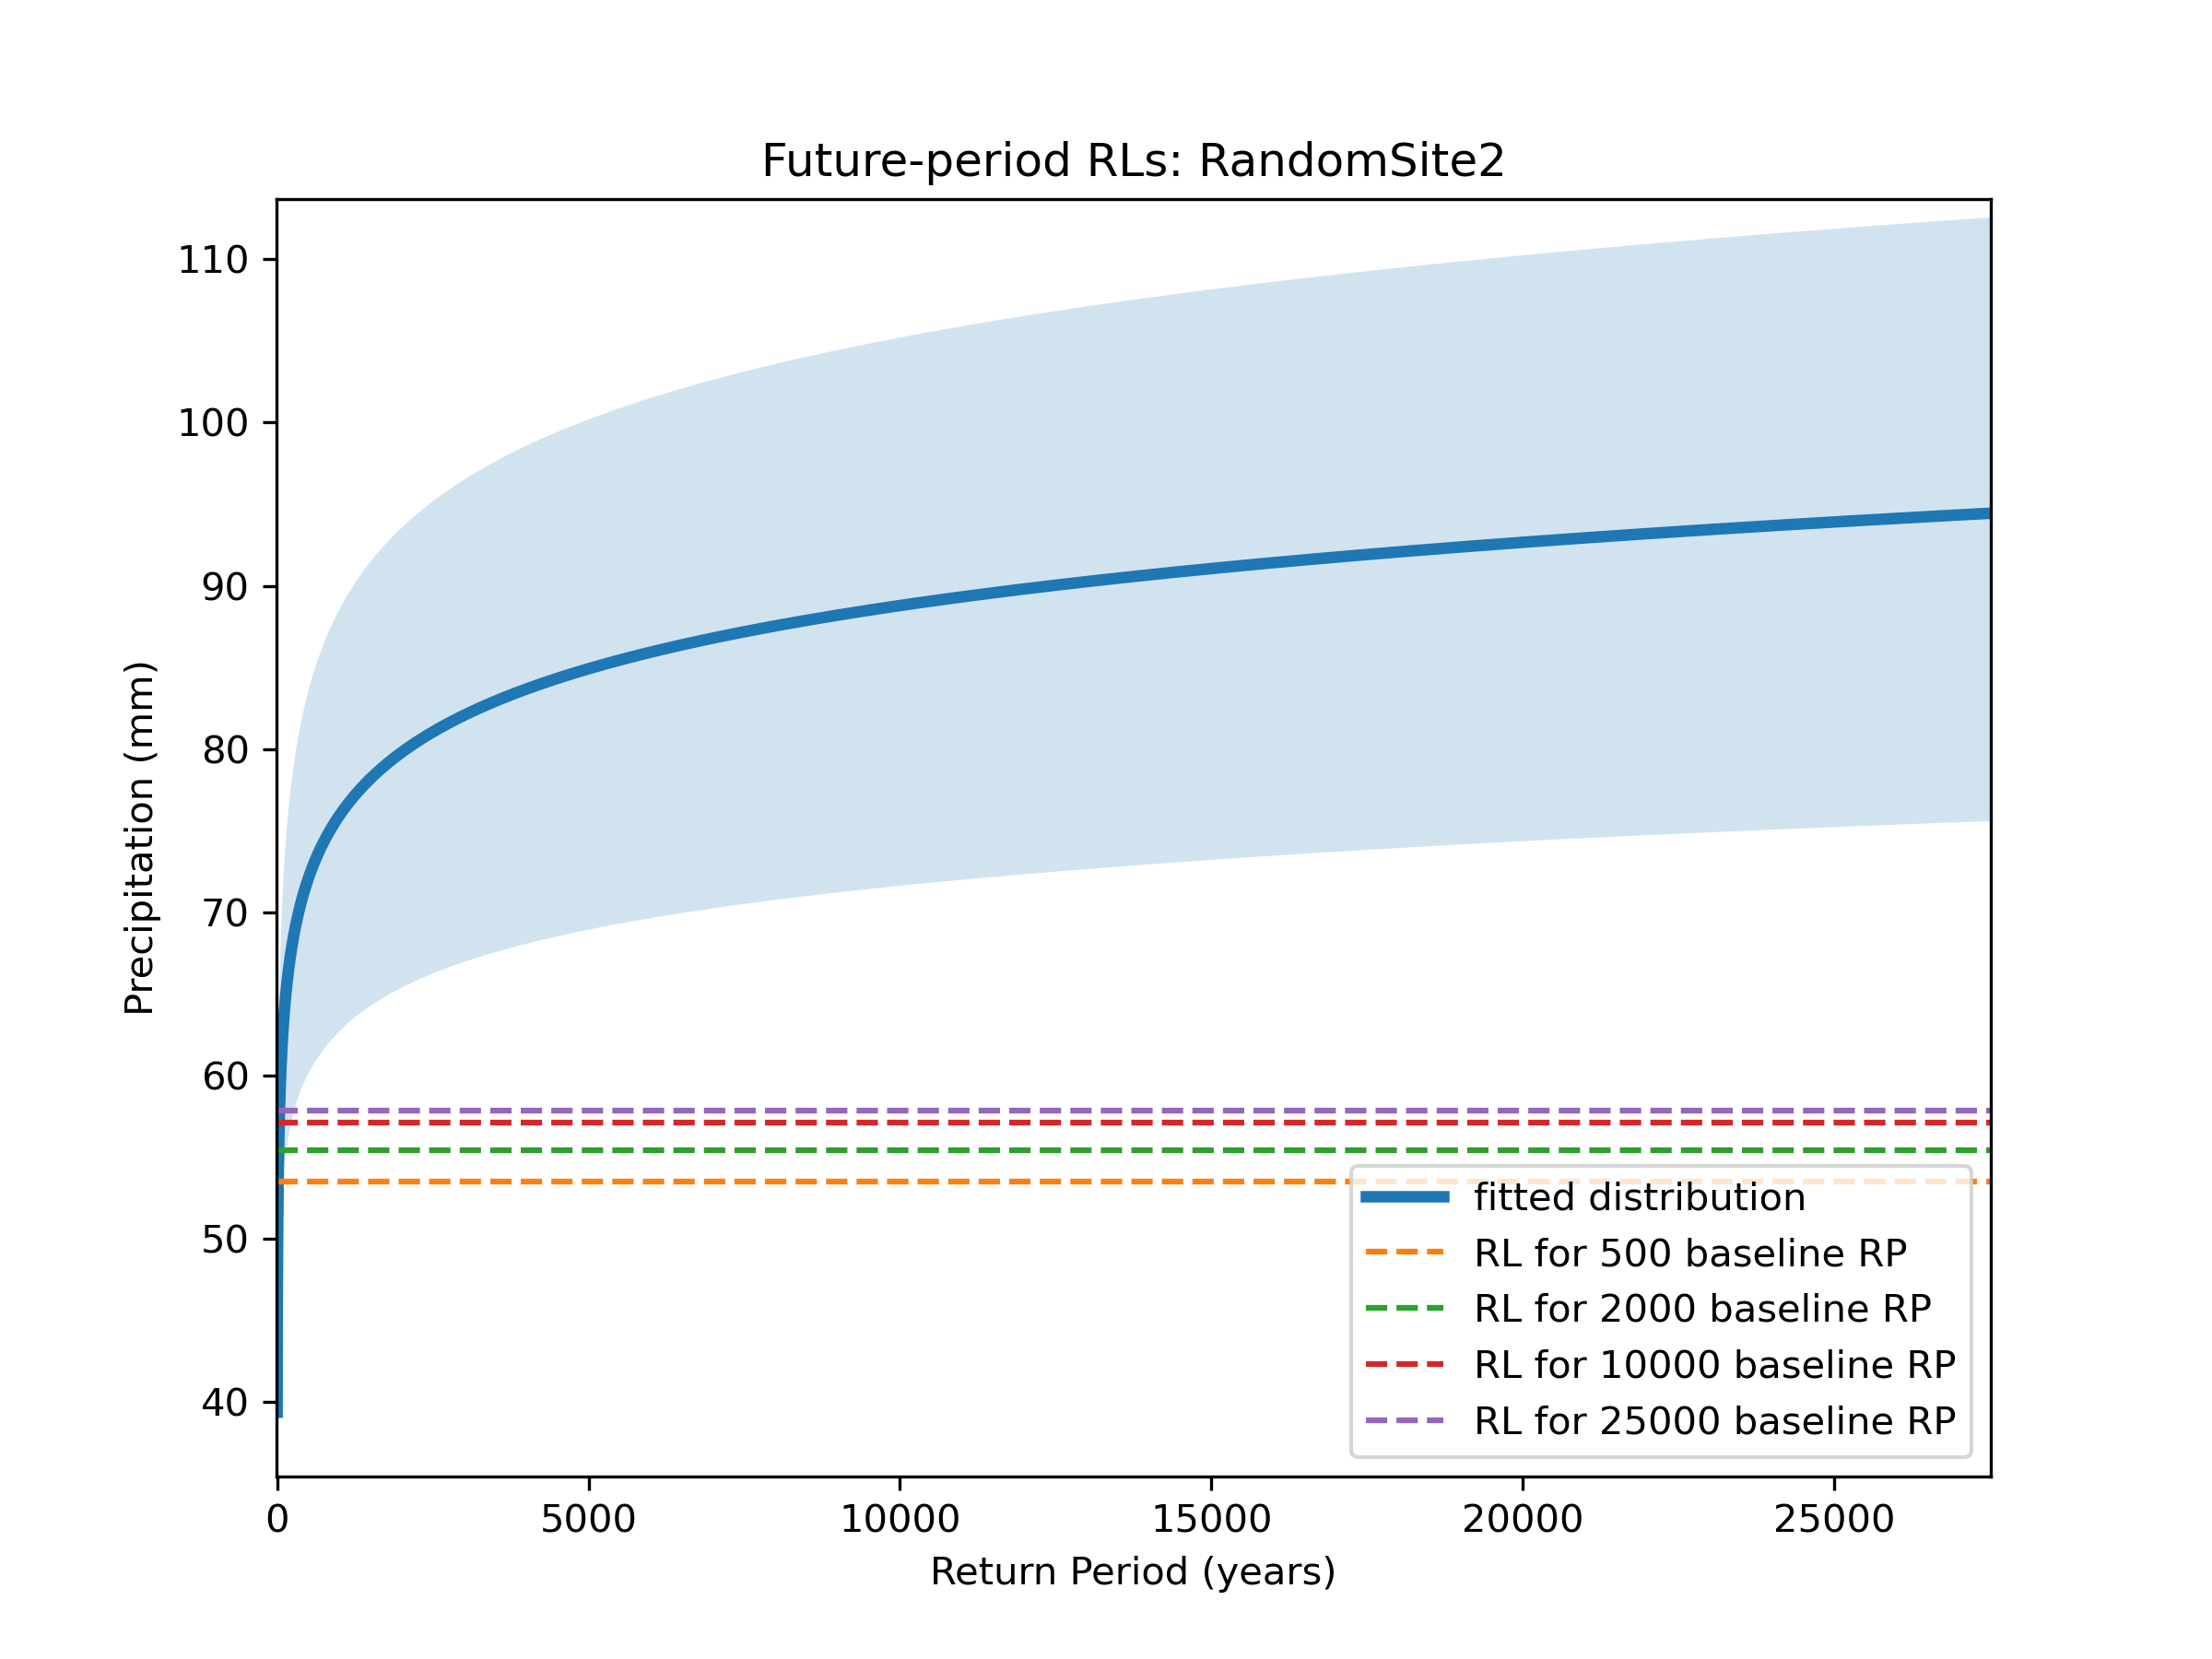 Future-period RLs: RandomSite2
110
100
90
80
70
60
50
40
Precipitation (mm)
fitted distribution
RL for 500 baseline RP
RL for 2000 baseline RP
RL for 10000 baseline RP
RL for 25000 baseline RP
0 5000 10000 15000 20000 25000
Return Period (years)